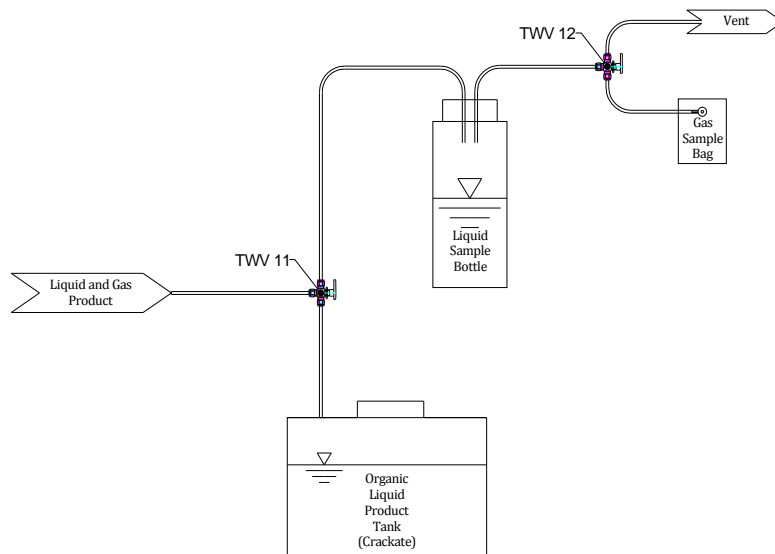 TWV 12
Vent
Gas
Sample
Bag
Liquid
Sample
Bottle
TWV 11
Liquid and Gas
Product
Organic
Liquid
Product
Tank
(Crackate)